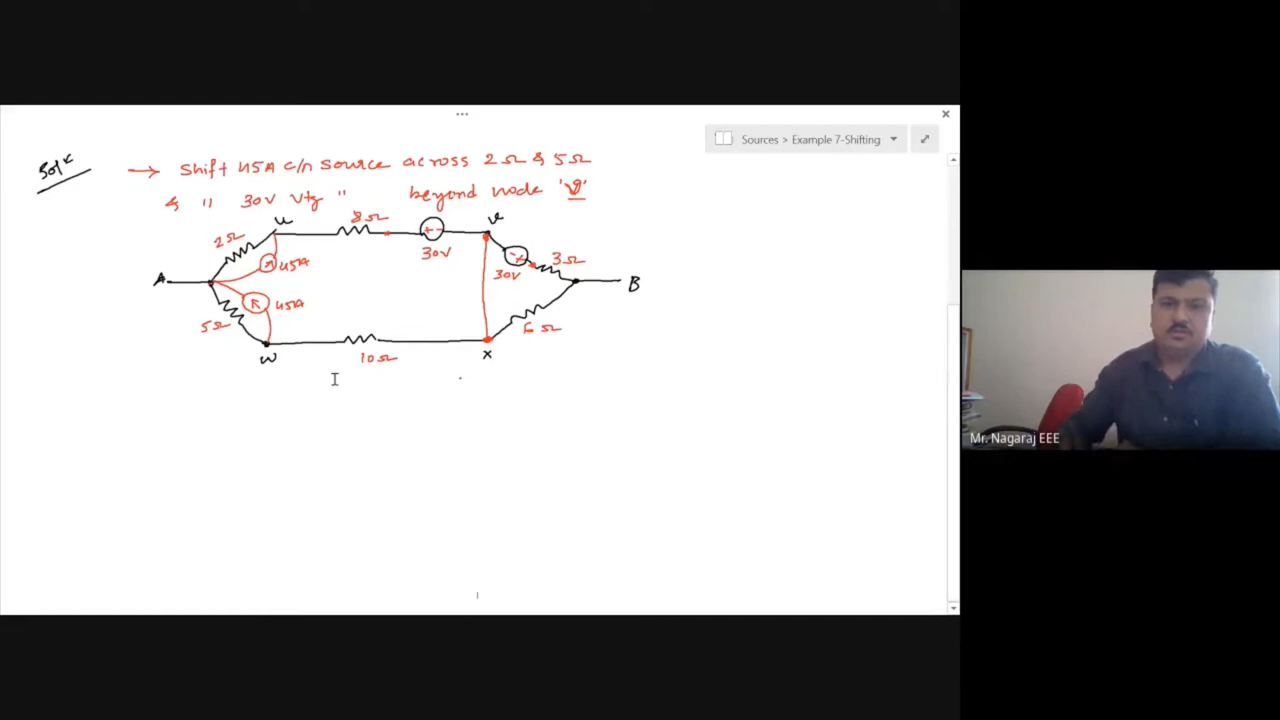 Sources > Example 7-Shifting
→ Shift 45A c/n source across 2Ω & 5Ω
& " 30V Vtg " beyond node 'V'
U
8Ω
V
2Ω
45A
+ -
30V
- +
30V
3Ω
A
B
45A
5Ω
6Ω
W
10Ω
X
Mr. Nagaraj EEE
1